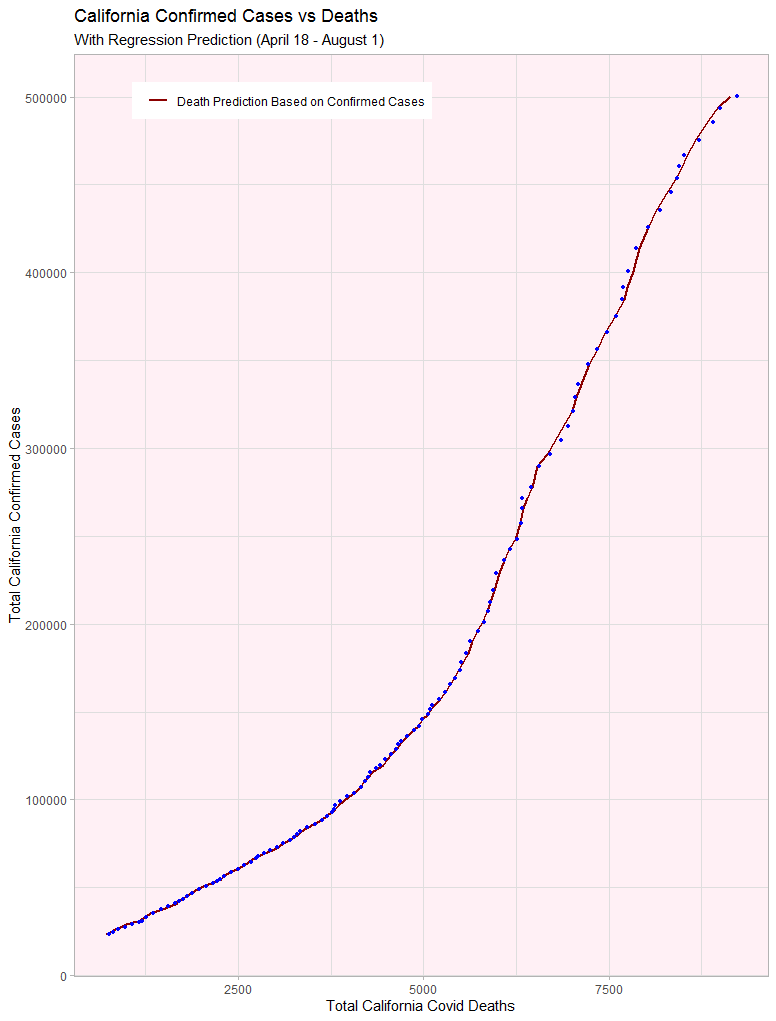 California Confirmed Cases vs Deaths
With Regression Prediction (April 18 - August 1)
Death Prediction Based on Confirmed Cases
500000
400000
300000
200000
100000
0
Total California Confirmed Cases
2500
5000
7500
Total California Covid Deaths